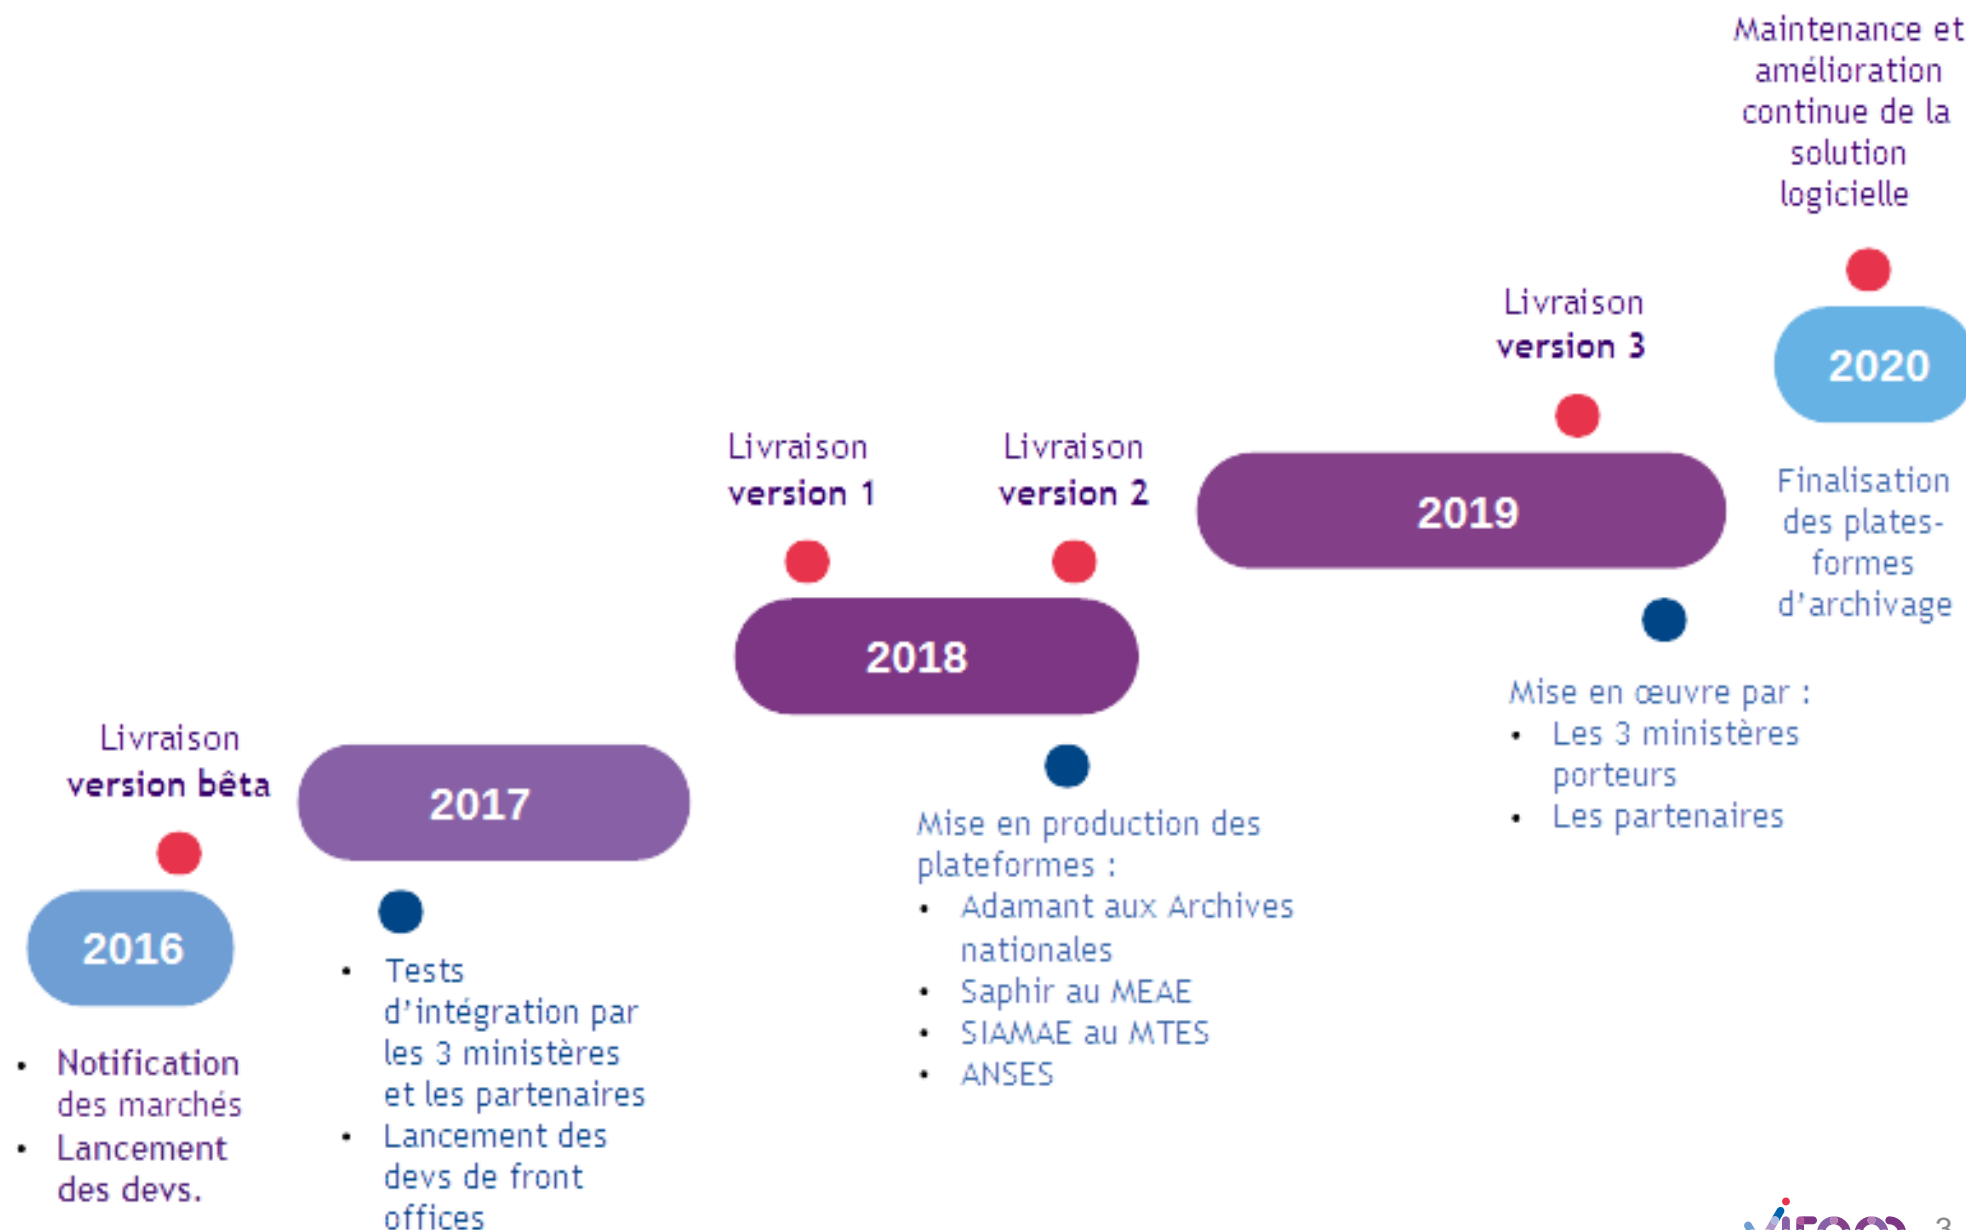 Livraison
version bêta
2016
• Notification
des marchés
• Lancement
des devs.
2017
• Tests
d'intégration par
les 3 ministères
et les partenaires
• Lancement des
devs de front
offices
Livraison
version 1
Livraison
version 2
2018
Mise en production des
plateformes :
• Adamant aux Archives
nationales
• Saphir au MEAE
• SIAMAE au MTES
• ANSES
Livraison
version 3
2019
Mise en œuvre par :
• Les 3 ministères
porteurs
• Les partenaires
Maintenance et
amélioration
continue de la
solution
logicielle
2020
Finalisation
des plates-
formes
d'archivage
3